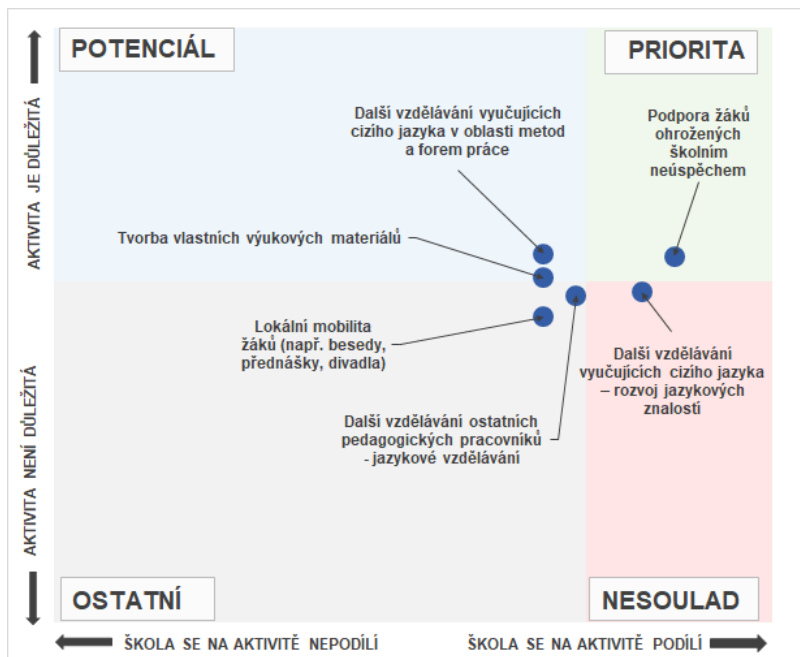 POTENCIÁL
PRIORITA
Další vzdělávání vyučujících
cizího jazyka v oblasti metod
a forem práce
Podpora žáků
ohrožených
školním
neúspěchem
Tvorba vlastních výukových materiálů
Lokální mobilita
žáků (např. besedy,
přednášky, divadla)
Další vzdělávání
vyučujících cizího jazyka
– rozvoj jazykových
znalostí
Další vzdělávání ostatních
pedagogických pracovníků
- jazykové vzdělávání
OSTATNÍ
NESOULAD
AKTIVITA JE DŮLEŽITÁ
AKTIVITA NENÍ DŮLEŽITÁ
ŠKOLA SE NA AKTIVITĚ NEPODÍLÍ
ŠKOLA SE NA AKTIVITĚ PODÍLÍ